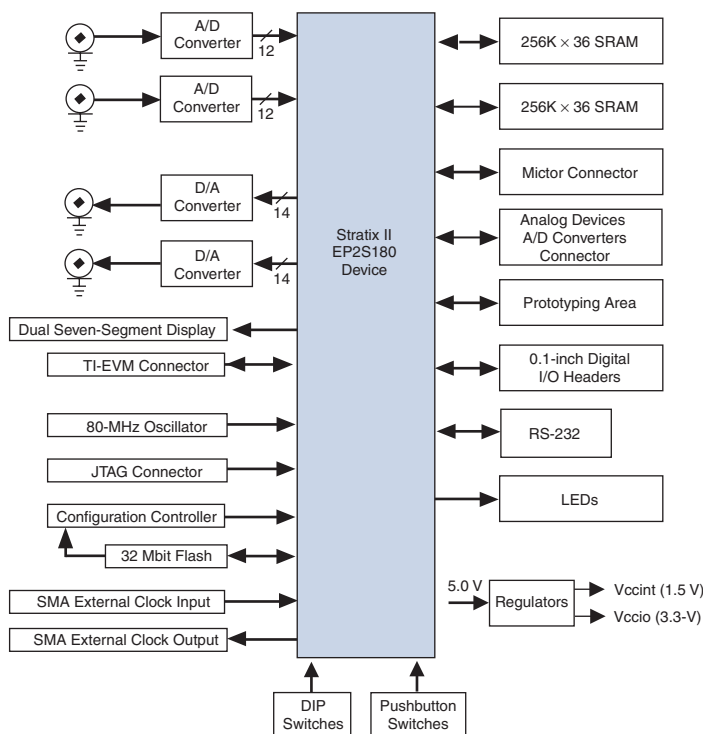 A/D
Converter
12
256K × 36 SRAM
A/D
Converter
12
256K × 36 SRAM
Mictor Connector
D/A
Converter
14
Analog Devices
A/D Converters
Connector
D/A
Converter
14
Stratix II
EP2S180
Device
Prototyping Area
Dual Seven-Segment Display
TI-EVM Connector
0.1-inch Digital
I/O Headers
80-MHz Oscillator
RS-232
JTAG Connector
LEDs
Configuration Controller
32 Mbit Flash
SMA External Clock Input
SMA External Clock Output
5.0 V
Regulators
Vccint (1.5 V)
Vccio (3.3-V)
DIP
Switches
Pushbutton
Switches